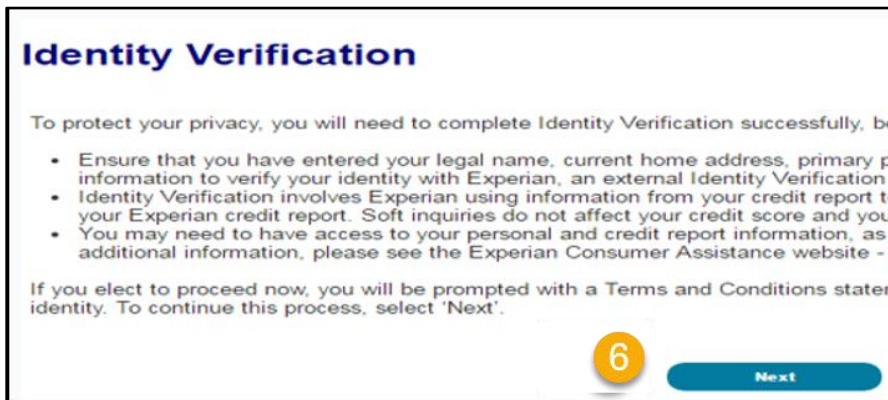 Identity Verification
To protect your privacy, you will need to complete Identity Verification successfully,
• Ensure that you have entered your legal name, current home address, primary
information to verify your identity with Experian, an external Identity Verification
• Identity Verification involves Experian using information from your credit report
your Experian credit report. Soft inquiries do not affect your credit score and
• You may need to have access to your personal and credit report information, as
additional information, please see the Experian Consumer Assistance website -
If you elect to proceed now, you will be prompted with a Terms and Conditions
identity. To continue this process, select 'Next'.
6
Next